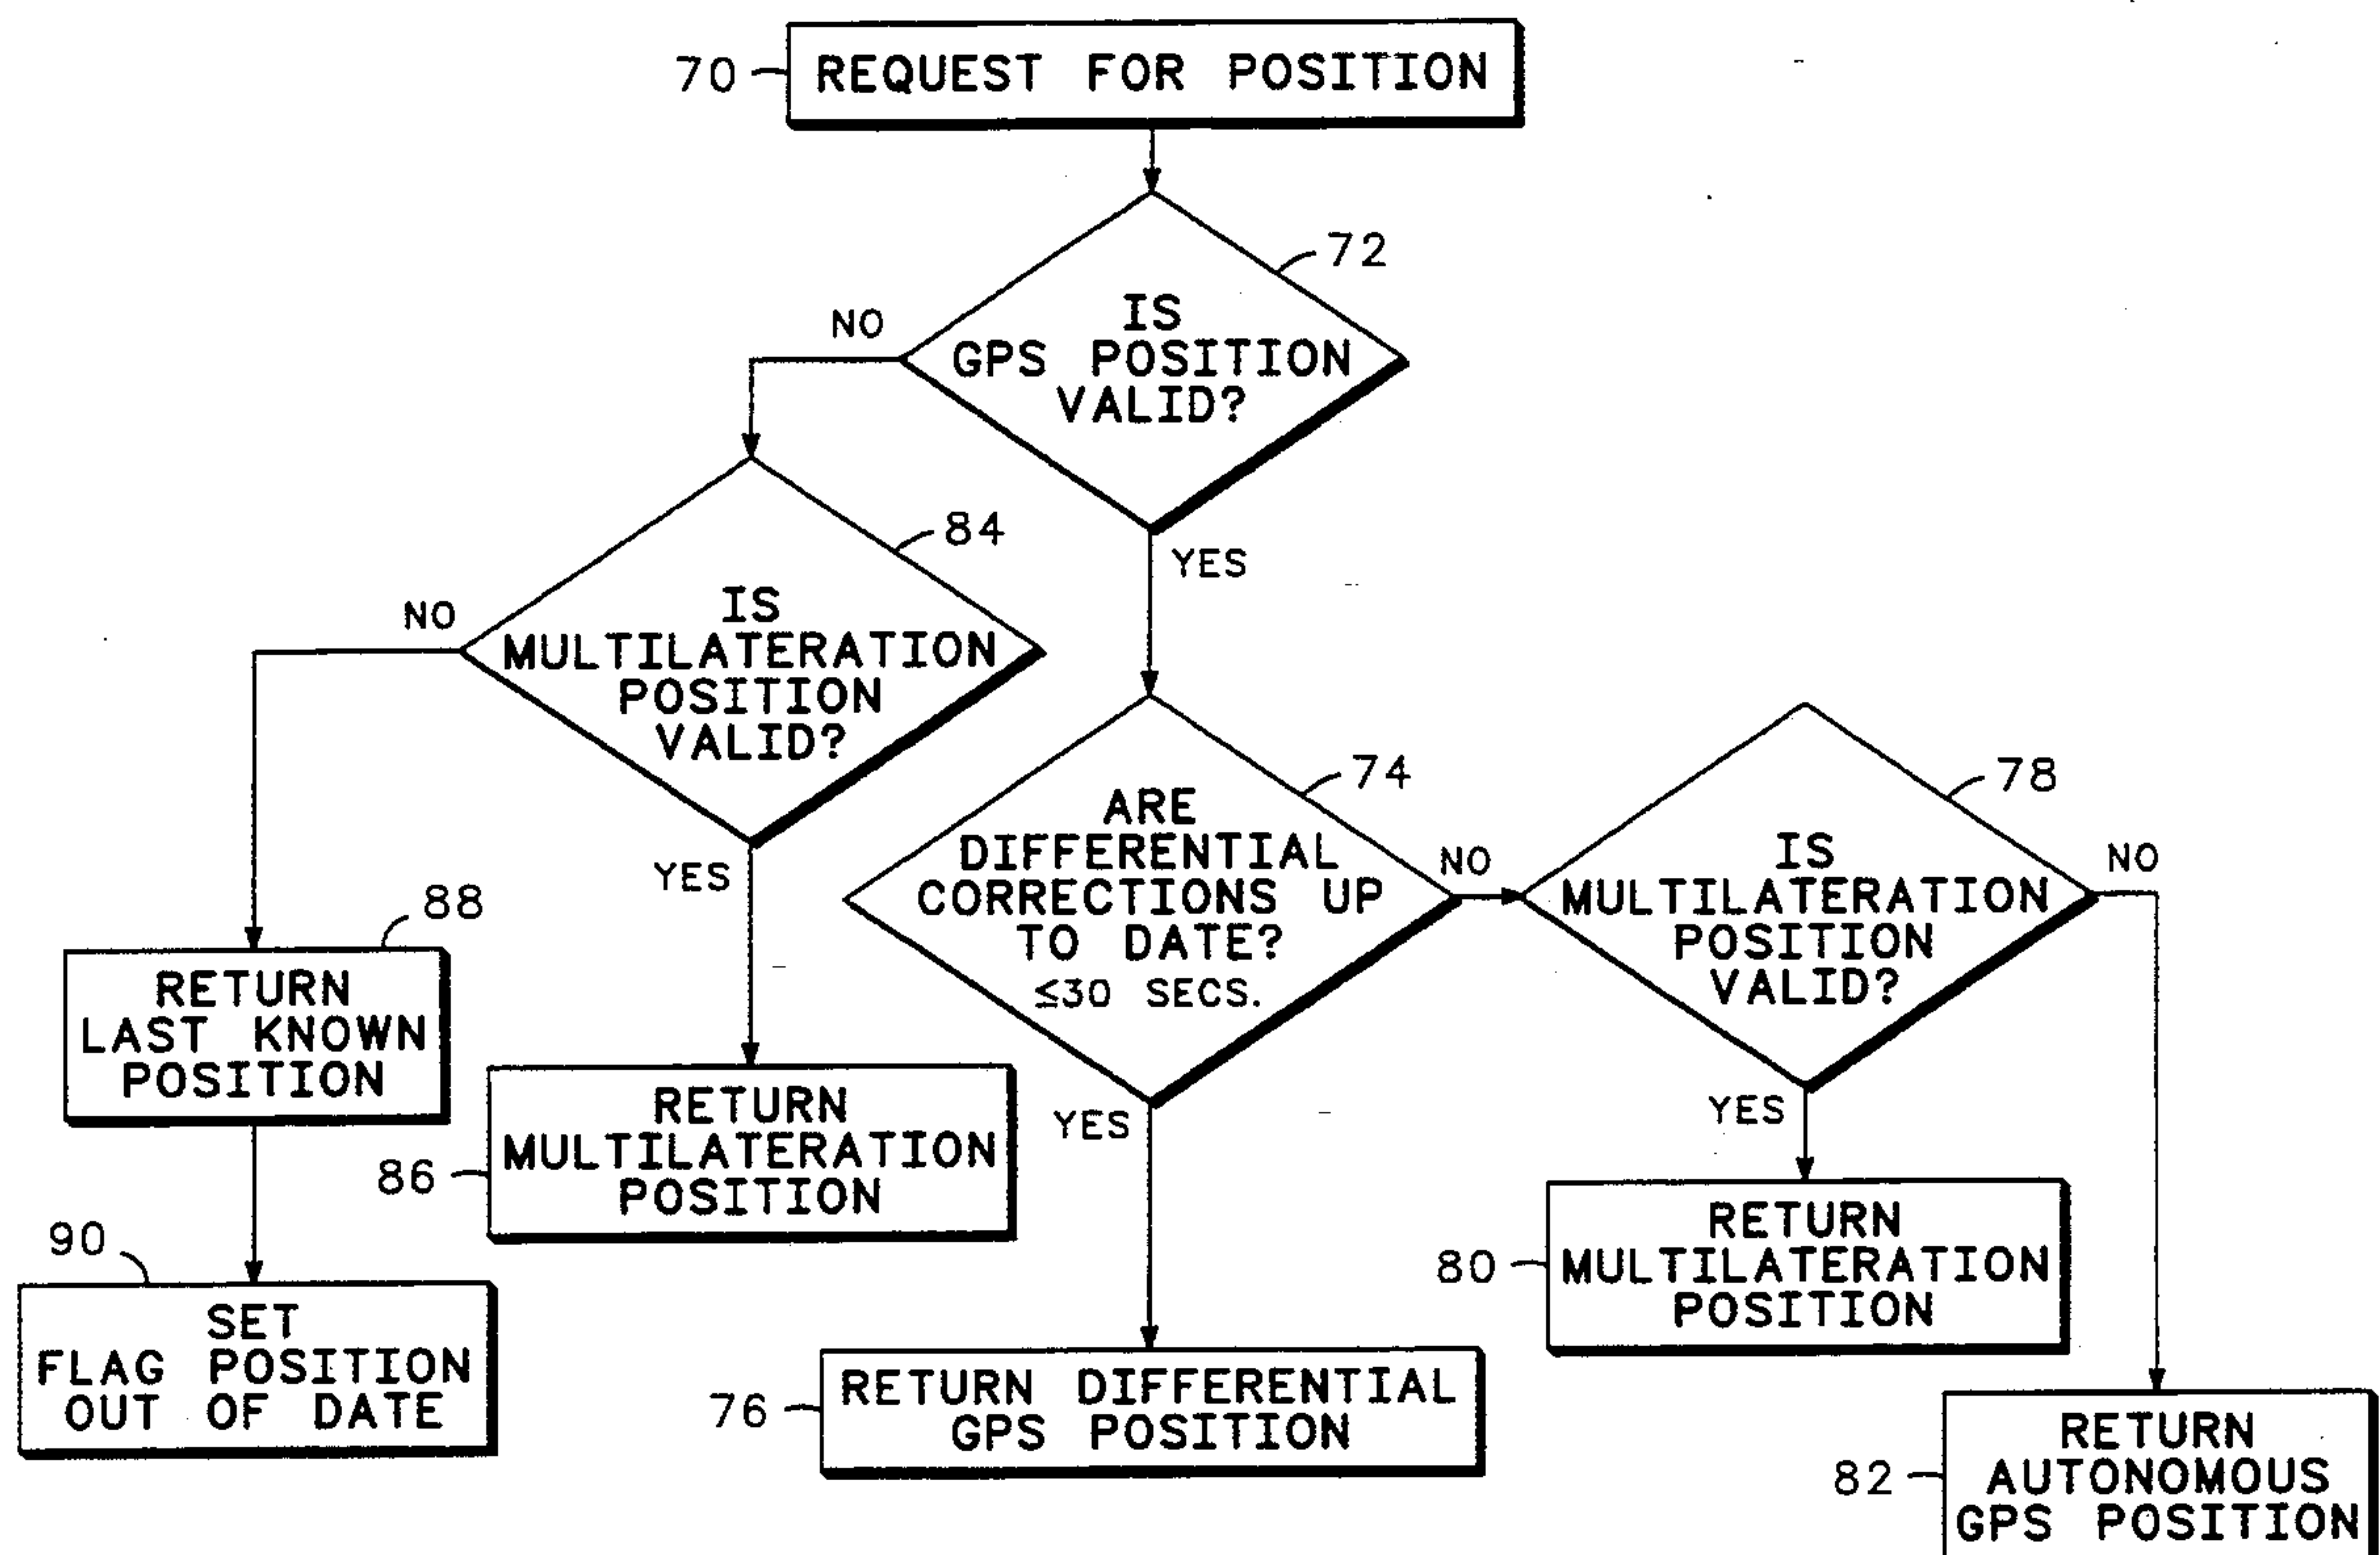 70
REQUEST FOR POSITION
72
IS
GPS POSITION
VALID?
NO
YES
84
IS
MULTILATERATION
POSITION
VALID?
NO
YES
74
ARE
DIFFERENTIAL
CORRECTIONS UP
TO DATE?
≤30 SECS.
NO
YES
78
IS
MULTILATERATION
POSITION
VALID?
NO
YES
88
RETURN
LAST KNOWN
POSITION
86
RETURN
MULTILATERATION
POSITION
80
RETURN
MULTILATERATION
POSITION
90
SET
FLAG POSITION
OUT OF DATE
76
RETURN DIFFERENTIAL
GPS POSITION
82
RETURN
AUTONOMOUS
GPS POSITION